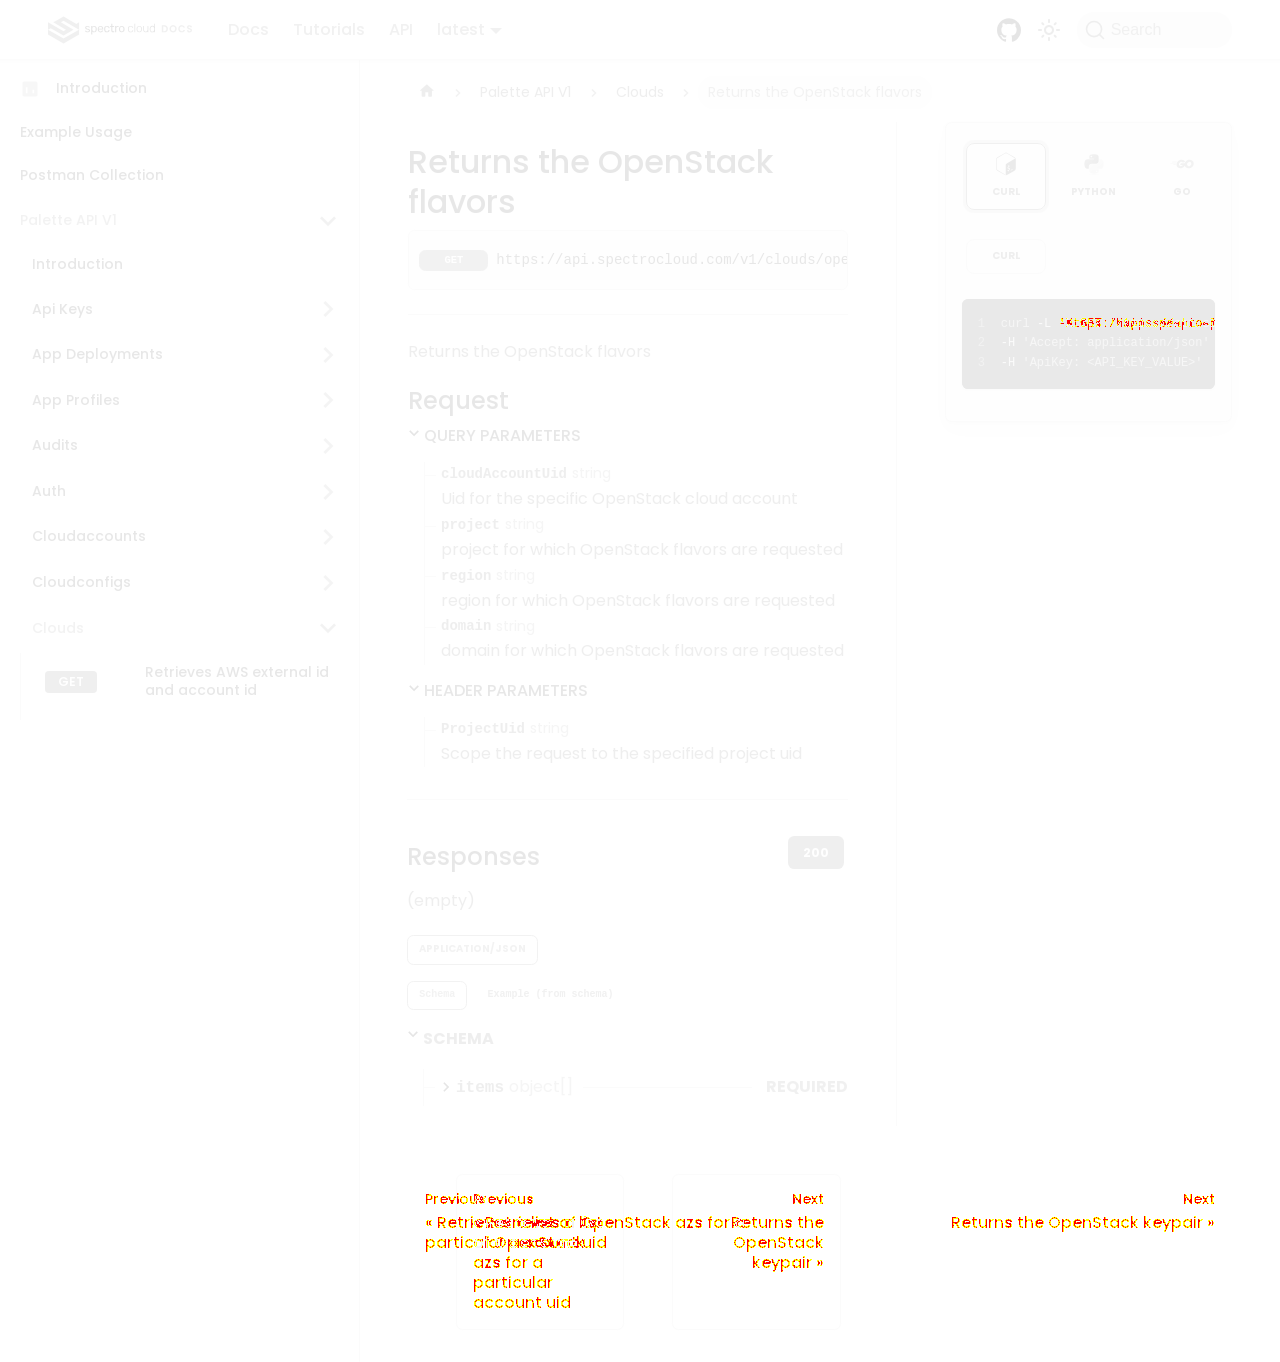 spectro cloud DOCS Docs Tutorials API latest Search
Introduction
Example Usage
Postman Collection
Palette API V1
Introduction
Api Keys
App Deployments
App Profiles
Audits
Auth
Cloudaccounts
Cloudconfigs
Clouds
GET Retrieves AWS external id
and account id
Palette API V1 Clouds Returns the OpenStack flavors
Returns the OpenStack
flavors
GET https://api.spectrocloud.com/v1/clouds/ope
Returns the OpenStack flavors
Request
QUERY PARAMETERS
cloudAccountUid string
Uid for the specific OpenStack cloud account
project string
project for which OpenStack flavors are requested
region string
region for which OpenStack flavors are requested
domain string
domain for which OpenStack flavors are requested
HEADER PARAMETERS
ProjectUid string
Scope the request to the specified project uid
Responses
200
(empty)
APPLICATION/JSON
Schema Example (from schema)
SCHEMA
items object[] REQUIRED
CURL PYTHON GO
CURL
1 curl -L
2 -H 'Accept: application/json'
3 -H 'ApiKey: <API_KEY_VALUE>'
Previous
OpenStack azs for
azs for a
particular
account uid
Next
Returns the
OpenStack
keypair »
Next
Returns the OpenStack keypair »